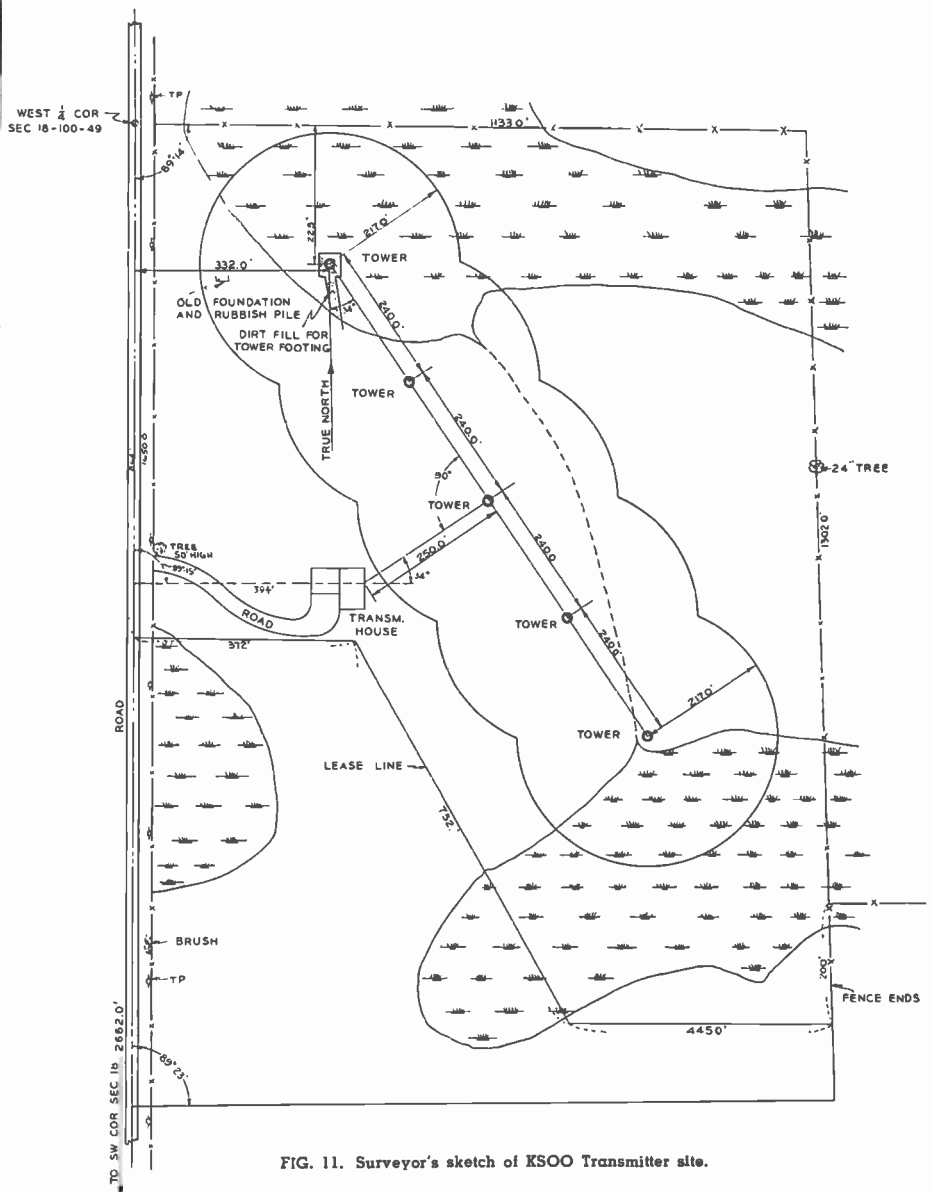 TP
WEST 1/4 COR
SEC 18-100-49
1133.0'
89°14'
225'
217.0'
TOWER
332.0'
OLD FOUNDATION
AND RUBBISH PILE
DIRT FILL FOR
TOWER FOOTING
240.0'
TRUE NORTH
TOWER
240.0'
90°
24" TREE
TOWER
1650.0
1302.0'
TREE
50' HIGH
89°15'
250.0'
34°
240.0
394'
ROAD
TRANSM.
HOUSE
TOWER
372'
240.0'
217.0'
ROAD
TOWER
LEASE LINE
732'
BRUSH
TP
200'
FENCE ENDS
445.0'
89°23'
TO SW COR SEC 18 2662.0'
FIG. 11. Surveyor's sketch of KSOO Transmitter site.